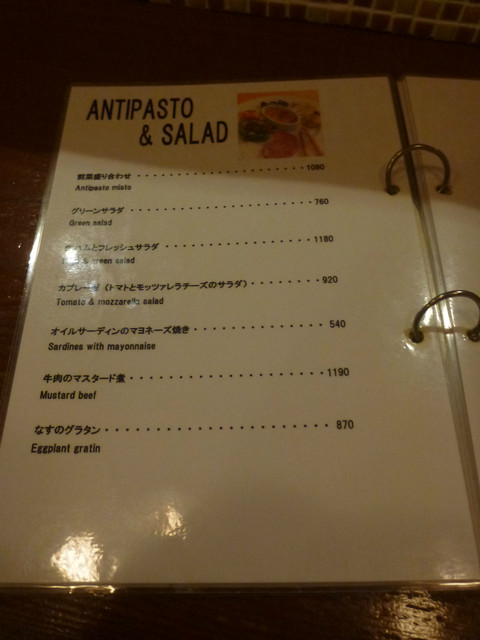 ANTIPASTO
& SALAD
前菜盛り合わせ ・・・・・・・・・・・・・・・・・・・・・ 1080
Antipasto misto
グリーンサラダ ・・・・・・・・・・・・・・・・・・・・・ 760
Green salad
ハムとフレッシュサラダ ・・・・・・・・・・・・・・・・・ 1180
& green salad
カプレーゼ (トマトとモッツァレラチーズのサラダ) ・・・・・・・・ 920
Tomato & mozzarella salad
オイルサーディンのマヨネーズ焼き・・・・・・・・・・・・・ 540
Sardines with mayonnaise
牛肉のマスタード煮・・・・・・・・・・・・・・・・・・・・ 1190
Mustard beef
なすのグラタン・・・・・・・・・・・・・・・・・・・・・・ 870
Eggplant gratin